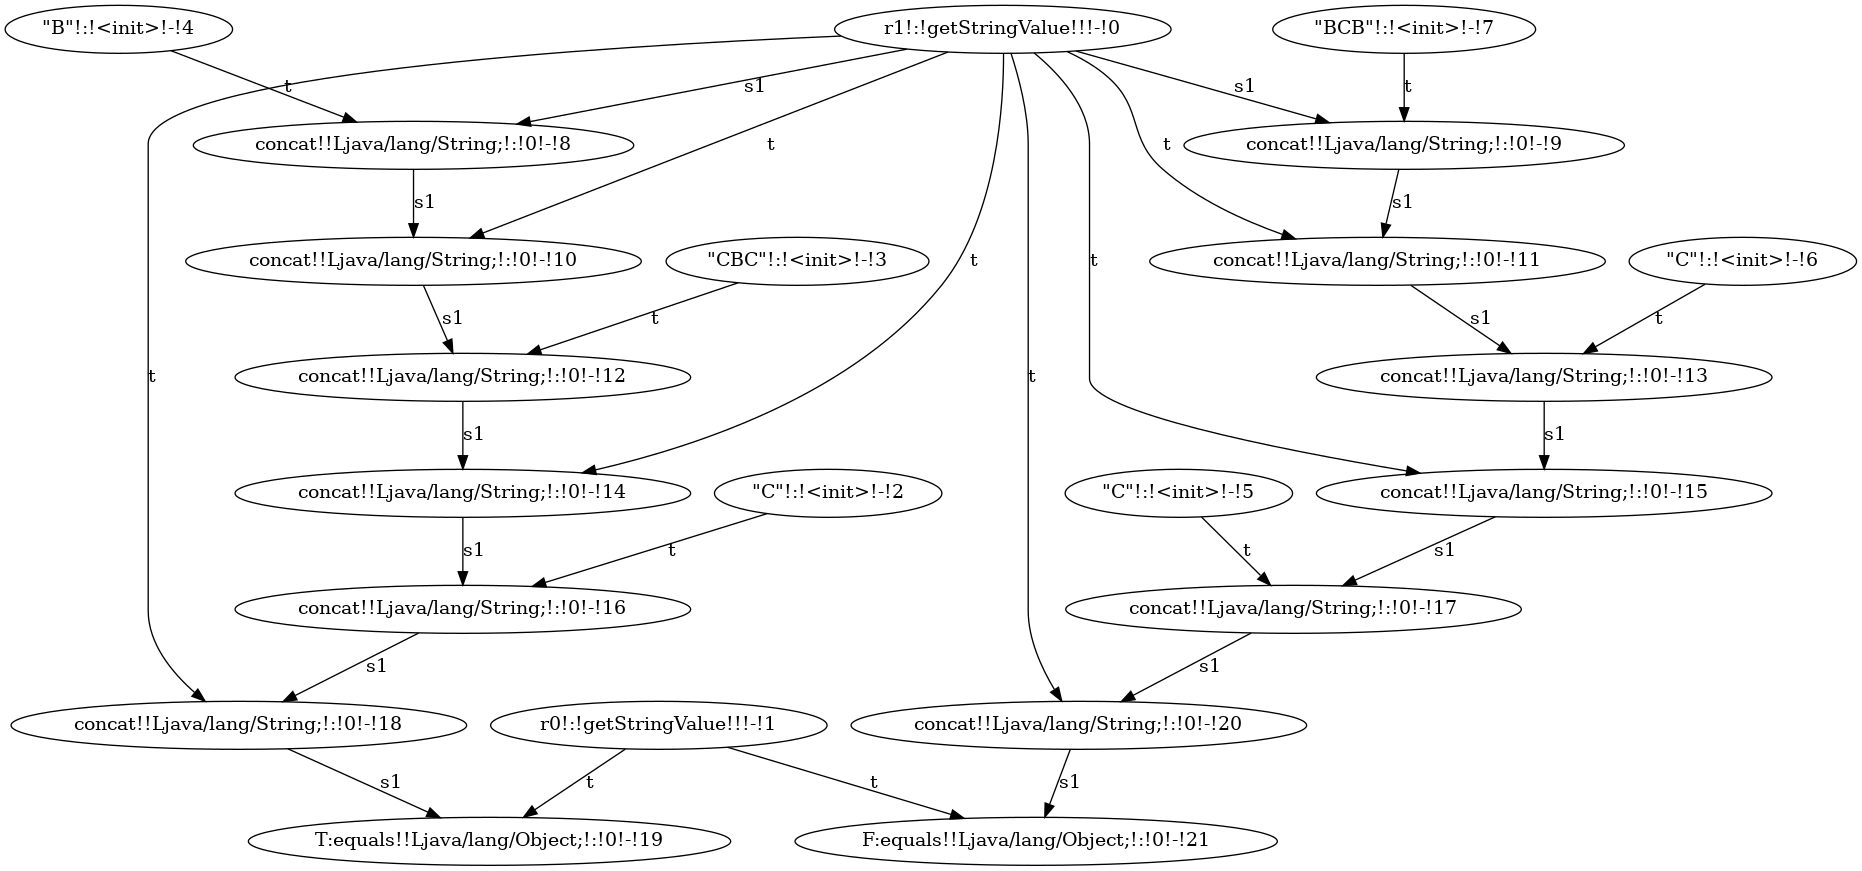 "B"!:!<init>!-!4
r1!:!getStringValue!!!-!0
"BCB"!:!<init>!-!7
t
s1
s1
t
concat!!Ljava/lang/String;!:!0!-!8
t
t
concat!!Ljava/lang/String;!:!0!-!9
s1
s1
concat!!Ljava/lang/String;!:!0!-!10
"CBC"!:!<init>!-!3
t
t
concat!!Ljava/lang/String;!:!0!-!11
"C"!:!<init>!-!6
s1
t
s1
t
t
concat!!Ljava/lang/String;!:!0!-!12
t
concat!!Ljava/lang/String;!:!0!-!13
s1
s1
concat!!Ljava/lang/String;!:!0!-!14
"C"!:!<init>!-!2
"C"!:!<init>!-!5
concat!!Ljava/lang/String;!:!0!-!15
s1
t
t
s1
concat!!Ljava/lang/String;!:!0!-!16
concat!!Ljava/lang/String;!:!0!-!17
s1
s1
concat!!Ljava/lang/String;!:!0!-!18
r0!:!getStringValue!!!-!1
concat!!Ljava/lang/String;!:!0!-!20
s1
t
t
s1
T:equals!!Ljava/lang/Object;!:!0!-!19
F:equals!!Ljava/lang/Object;!:!0!-!21